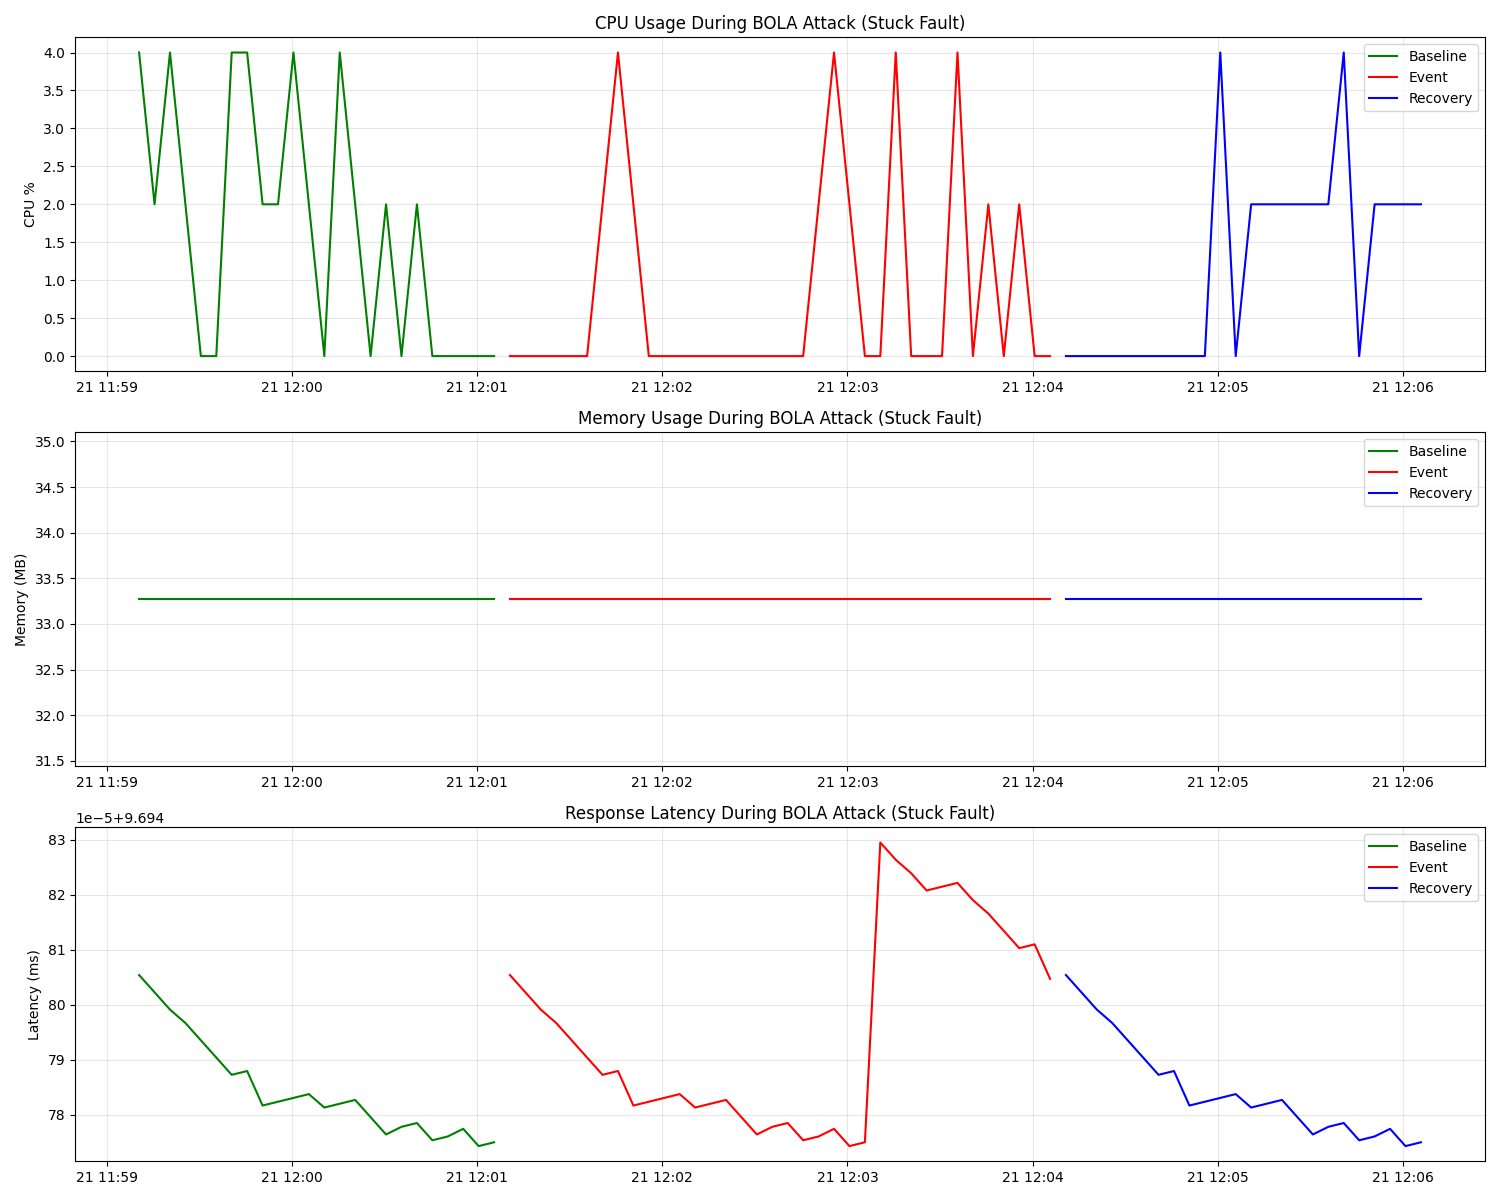 CPU Usage During BOLA Attack (Stuck Fault)
4.0
3.5
3.0
2.5
2.0
1.5
1.0
0.5
0.0
CPU %
Baseline
Event
Recovery
21 11:59
21 12:00
21 12:01
21 12:02
21 12:03
21 12:04
21 12:05
21 12:06
Memory Usage During BOLA Attack (Stuck Fault)
35.0
34.5
34.0
33.5
33.0
32.5
32.0
31.5
Memory (MB)
Baseline
Event
Recovery
21 11:59
21 12:00
21 12:01
21 12:02
21 12:03
21 12:04
21 12:05
21 12:06
Response Latency During BOLA Attack (Stuck Fault)
1e−5+9.694
83
82
81
80
79
78
Latency (ms)
Baseline
Event
Recovery
21 11:59
21 12:00
21 12:01
21 12:02
21 12:03
21 12:04
21 12:05
21 12:06